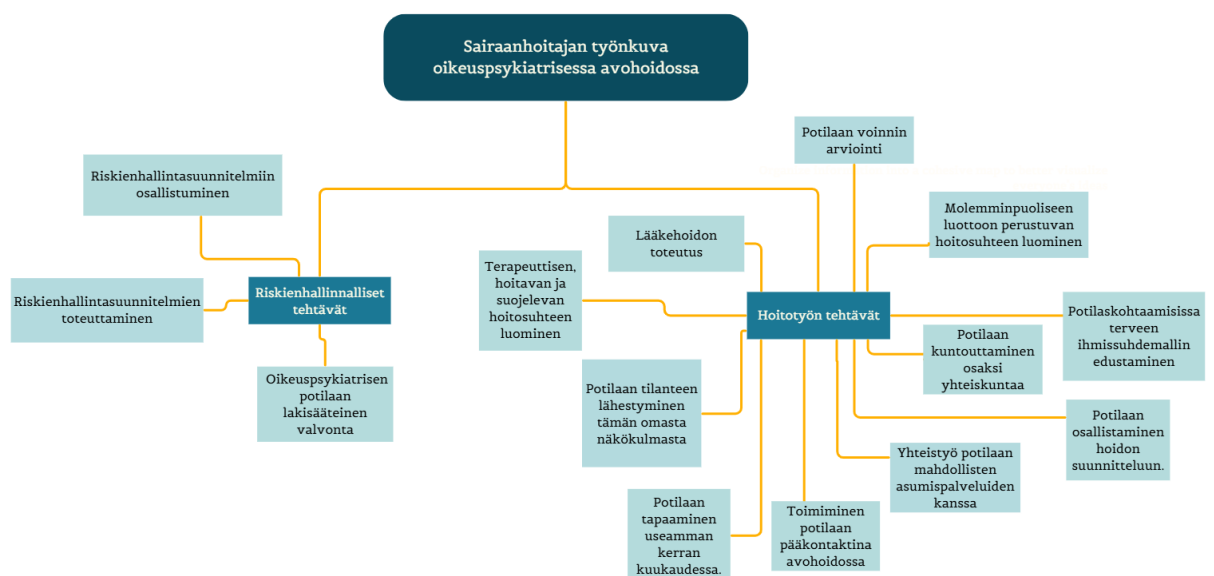 Sairaanhoitajan työnkuva
oikeuspsykiatrisessa avohoidossa
Riskienhallintasuunnitelmiin
osallistuminen
Riskienhallintasuunnitelmien
toteuttaminen
Riskienhallinnalliset
tehtävät
Oikeuspsykiatrisen
potilaan
lakisääteinen
valvonta
Potilaan voinnin
arviointi
Molemminpuoliseen
luottoon perustuvan
hoitosuhteen luominen
Lääkehoidon
toteutus
Terapeuttisen,
hoitavan ja
suojelevan
hoitosuhteen
luominen
Hoitotyön tehtävät
Potilaskohtaamisissa
terveen
ihmissuhdemallin
edustaminen
Potilaan
kuntouttaminen
osaksi
yhteiskuntaa
Potilaan tilanteen
lähestyminen
tämän omasta
näkökulmasta
Potilaan
osallistaminen
hoidon
suunnitteluun.
Yhteistyö potilaan
mahdollisten
asumispalveluiden
kanssa
Potilaan
tapaaminen
useamman
kerran
kuukaudessa.
Toimiminen
potilaan
pääkontaktina
avohoidossa